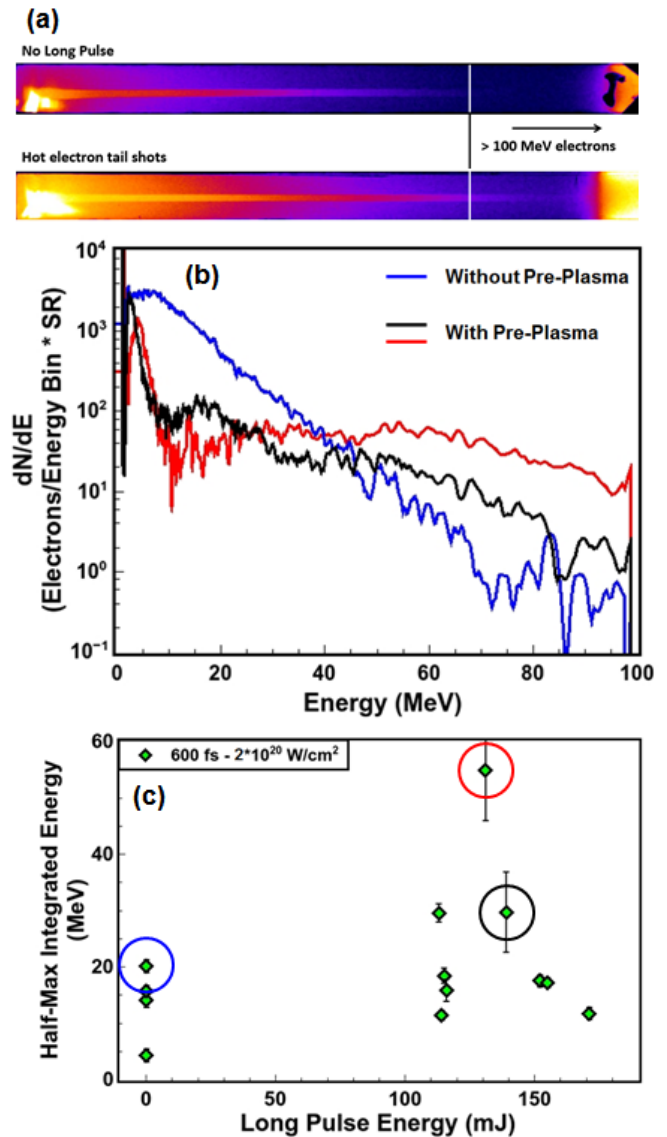 (a)
No Long Pulse
> 100 MeV electrons
Hot electron tail shots
(b)
Without Pre-Plasma
With Pre-Plasma
10⁴
10³
10²
10¹
10⁰
10⁻¹
dN/dE
(Electrons/Energy Bin * SR)
0 20 40 60 80 100
Energy (MeV)
600 fs - 2*10²⁰ W/cm²
(c)
60
40
20
0
Half-Max Integrated Energy
(MeV)
0 50 100 150
Long Pulse Energy (mJ)